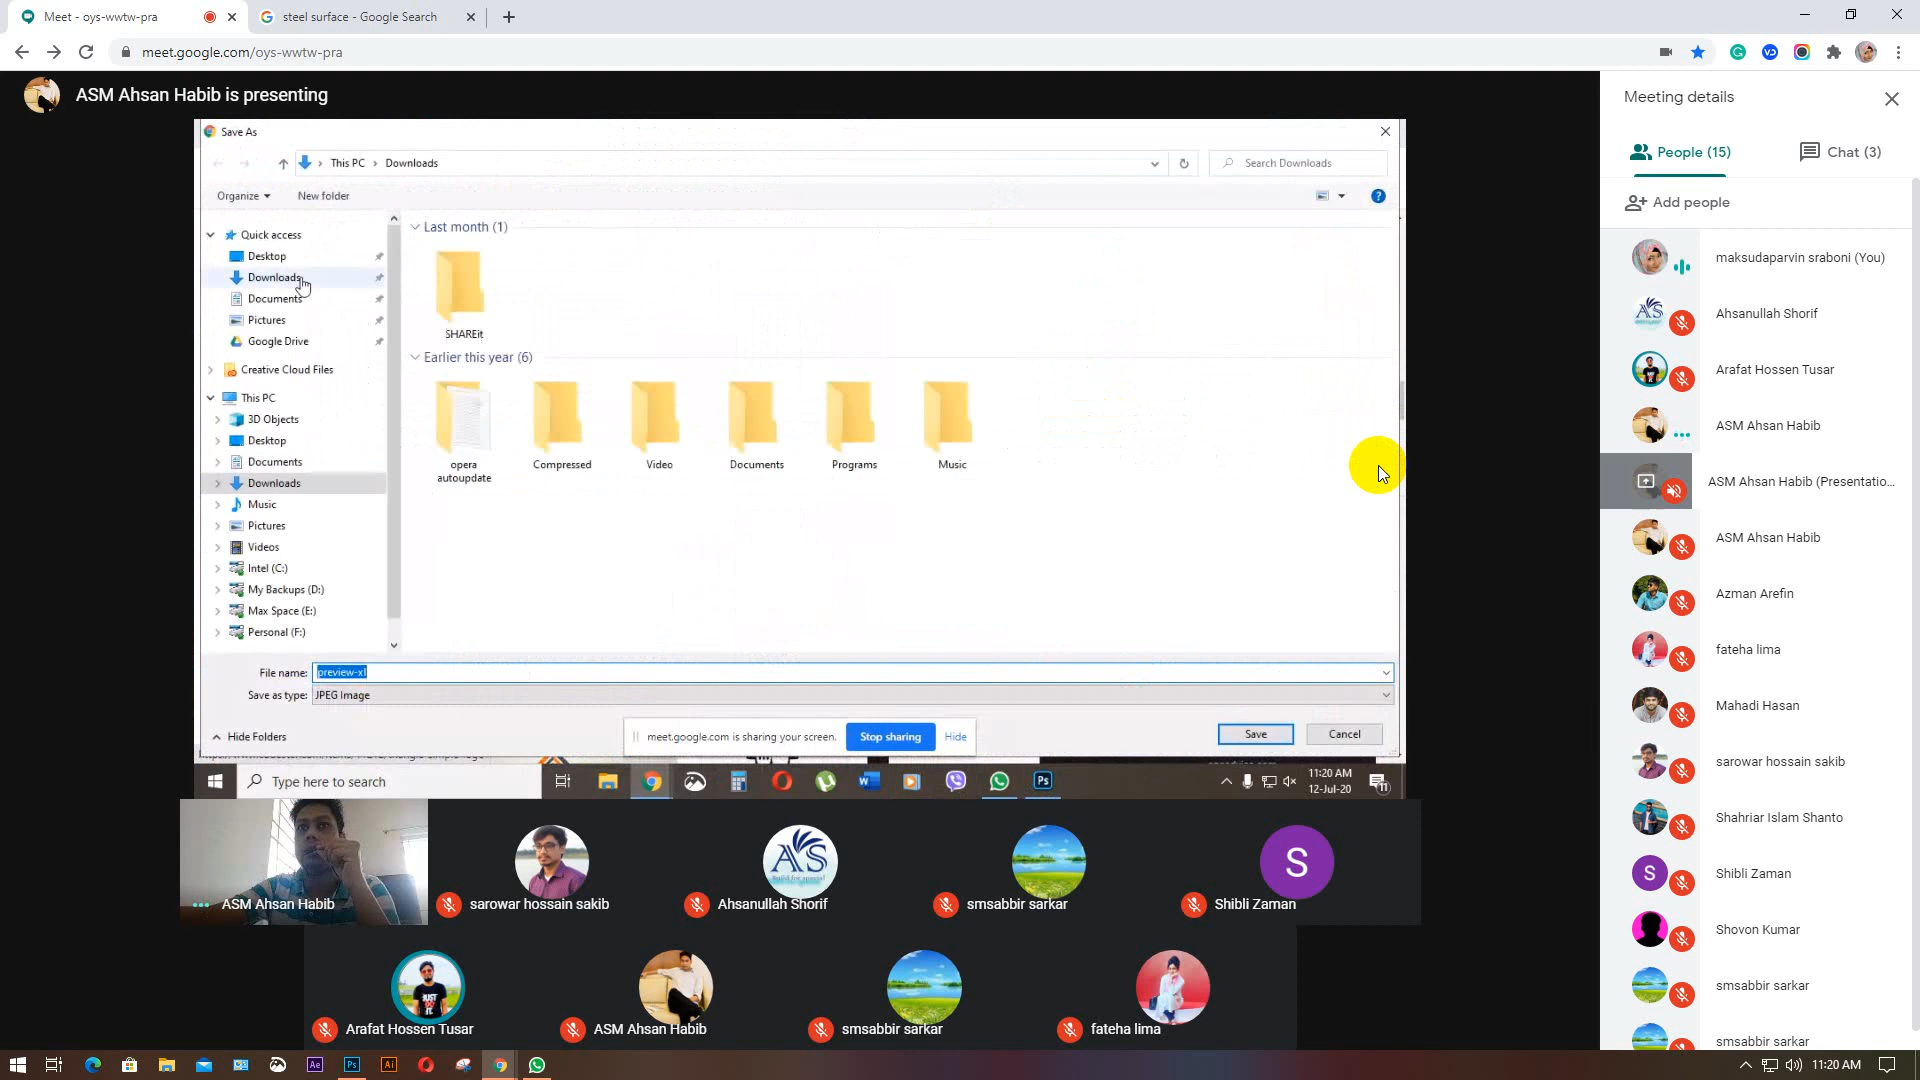 Meet - oys-wwtw-pra
steel surface - Google Search
meet.google.com/oys-wwtw-pra
ASM Ahsan Habib is presenting
Save As
This PC
Downloads
Search Downloads
Organize
New folder
Quick access
Desktop
Downloads
Documents
Pictures
Google Drive
Creative Cloud Files
This PC
3D Objects
Desktop
Documents
Downloads
Music
Pictures
Videos
Intel (C:)
My Backups (D:)
Max Space (E:)
Personal (F:)
Last month (1)
SHAREit
Earlier this year (6)
opera
autoupdate
Compressed
Video
Documents
Programs
Music
File name: preview-xl
Save as type: JPEG Image
Hide Folders
meet.google.com is sharing your screen.
Stop sharing
Hide
Save
Cancel
Type here to search
W
Ps
11:20 AM
12-Jul-20
11
ASM Ahsan Habib
sarowar hossain sakib
AS
Ahsanullah Shorif
smsabbir sarkar
S
Shibli Zaman
Arafat Hossen Tusar
ASM Ahsan Habib
smsabbir sarkar
fateha lima
Meeting details
People (15)
Chat (3)
Add people
maksudaparvin sraboni (You)
Ahsanullah Shorif
Arafat Hossen Tusar
ASM Ahsan Habib
ASM Ahsan Habib (Presentatio...
ASM Ahsan Habib
Azman Arefin
fateha lima
Mahadi Hasan
sarowar hossain sakib
Shahriar Islam Shanto
S
Shibli Zaman
Shovon Kumar
smsabbir sarkar
smsabbir sarkar
Ae
Ps
Ai
11:20 AM